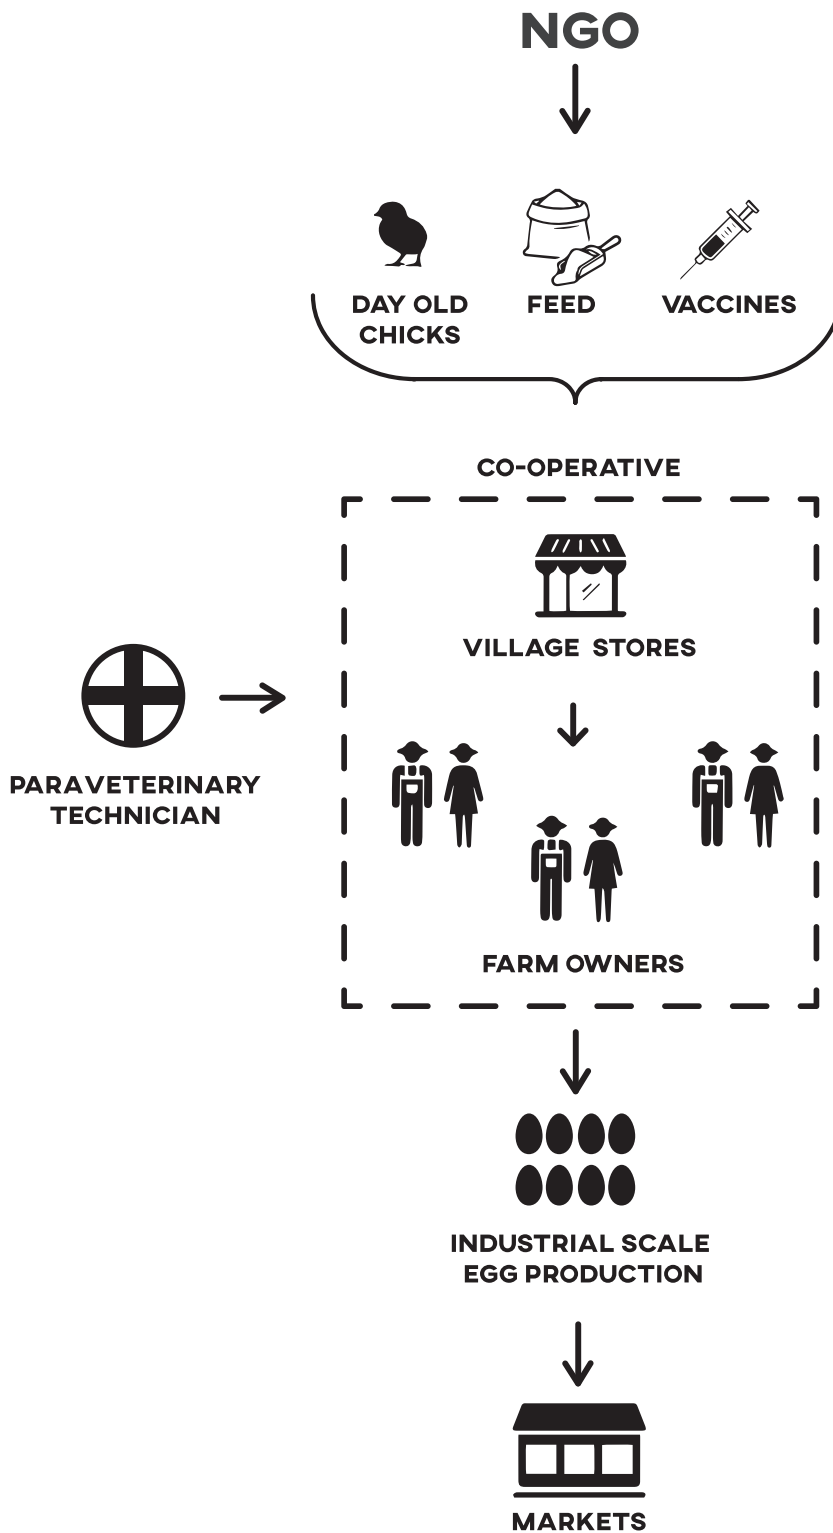 NGO
DAY OLD
CHICKS
FEED
VACCINES
CO-OPERATIVE
VILLAGE STORES
PARAVETERINARY
TECHNICIAN
FARM OWNERS
INDUSTRIAL SCALE
EGG PRODUCTION
MARKETS